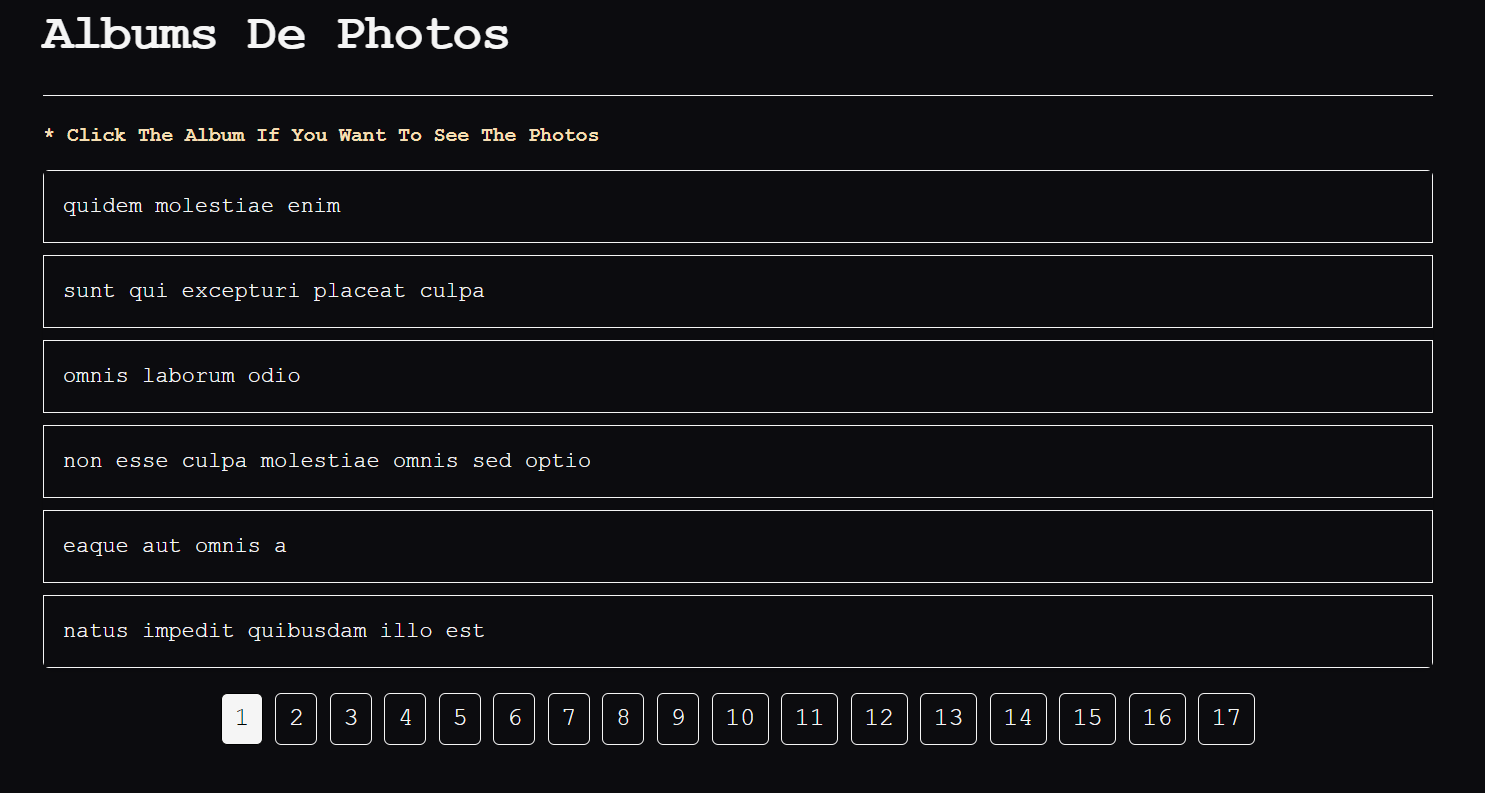 Albums De Photos
* Click The Album If You Want To See The Photos
quidem molestiae enim
sunt qui excepturi placeat culpa
omnis laborum odio
non esse culpa molestiae omnis sed optio
eaque aut omnis a
natus impedit quibusdam illo est
1 2 3 4 5 6 7 8 9 10 11 12 13 14 15 16 17